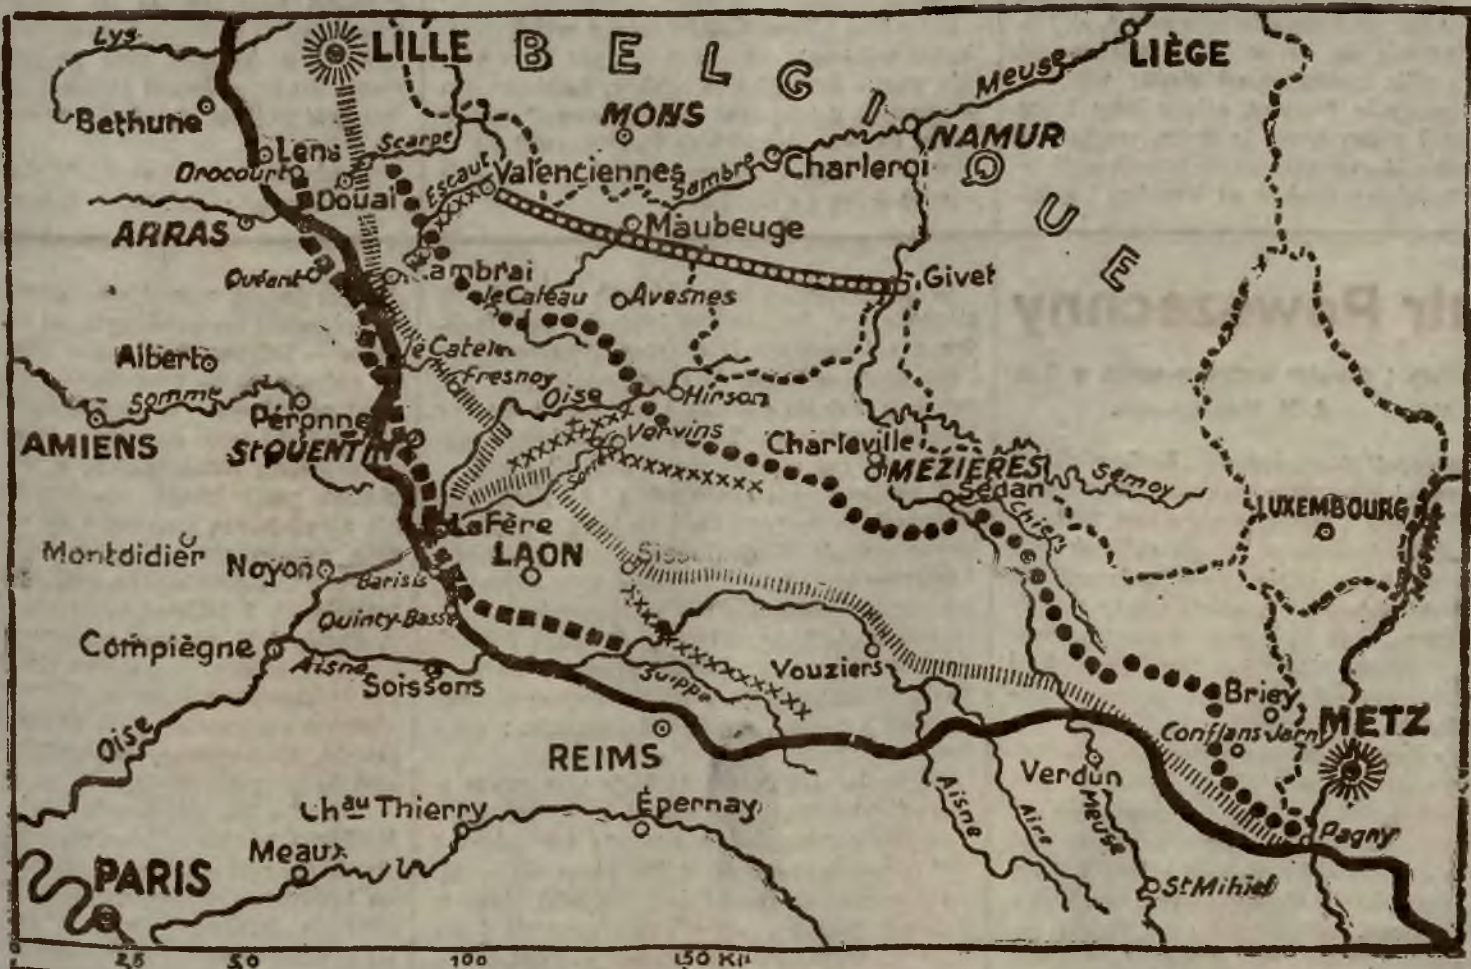 Lys
LILLE
BELGIQUE
LIÈGE
Meuse
Bethune
MONS
NAMUR
Lens
Scarpe
Drocourt
Valenciennes
Charleroi
Sambre
Escaut
Douai
ARRAS
Maubeuge
Quéant
Cambrai
Givet
le Catéau
Avesnes
Albert
Somme
le Catelet
Fresnoy
Oise
Hirson
Péronne
AMIENS
St QUENTIN
Vervins
Charleville
MÉZIERES
Sedan
Semoy
Chiers
LUXEMBOURG
La Fère
LAON
Montdidier
Noyon
Barisis
Quincy-Basse
Compiègne
Aisne
Soissons
Suippe
Vouziers
Briey
METZ
Conflans Jarny
Oise
REIMS
Verdun
Meuse
Aisne
Aire
Chau Thierry
Épernay
Pagny
Meaux
PARIS
St Mihiel
25 50 100 150 Kil